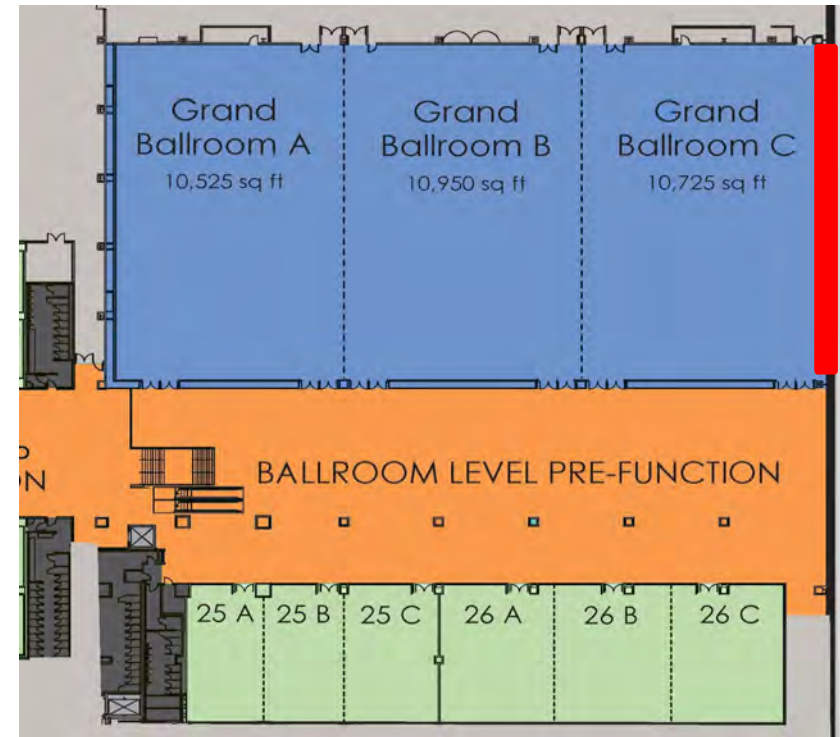 Grand
Ballroom A
10,525 sq ft
Grand
Ballroom B
10,950 sq ft
Grand
Ballroom C
10,725 sq ft
N
BALLROOM LEVEL PRE-FUNCTION
25 A
25 B
25 C
26 A
26 B
26 C